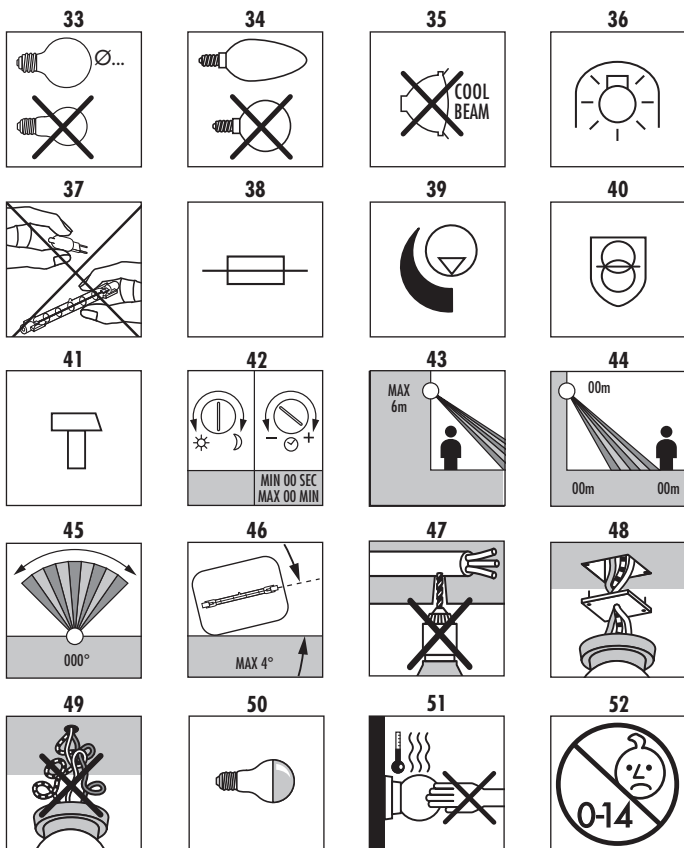 33 34 35 36
Ø...
COOL
BEAM
37 38 39 40
41 42 43 44
MAX
6m
00m
- +
MIN 00 SEC
MAX 00 MIN
00m 00m
45 46 47 48
000°
MAX 4°
49 50 51 52
0-14